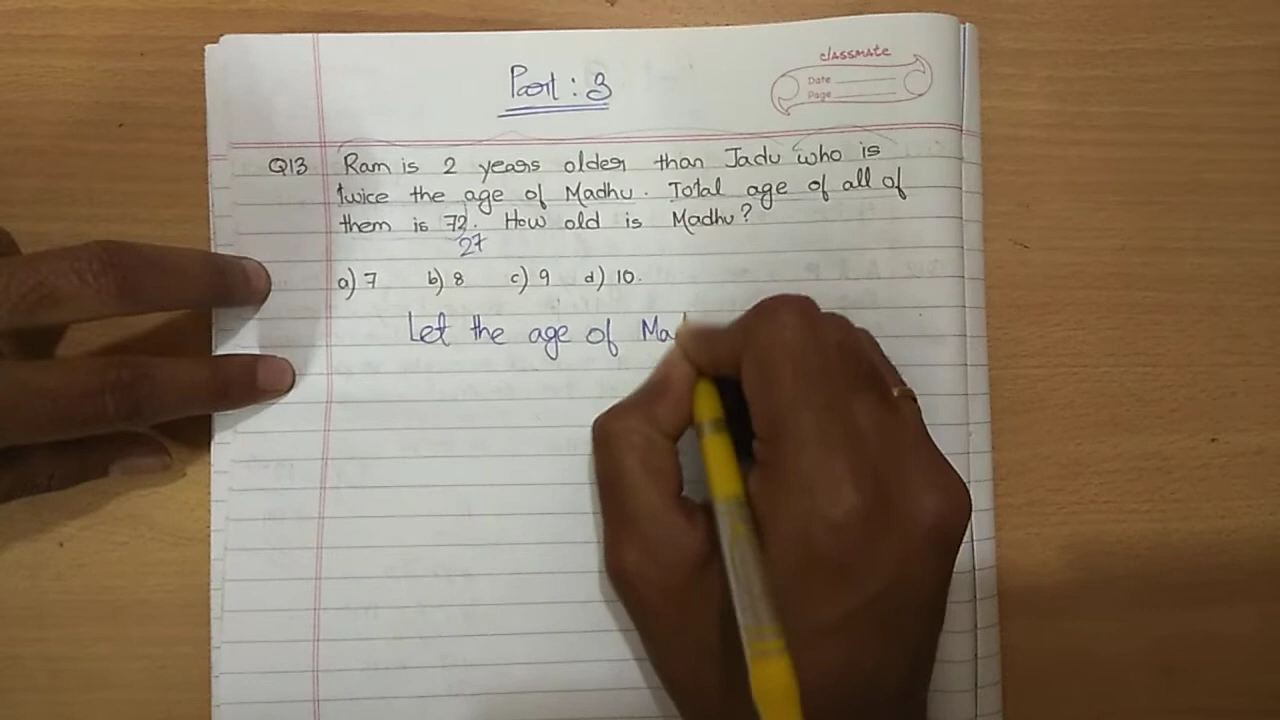 classmate
Date
Page
Part : 3
Q13 Ram is 2 years older than Jadu who is
twice the age of Madhu. Total age of all of
them is 72. How old is Madhu?
27
a) 7 b) 8 c) 9 d) 10.
Let the age of Ma